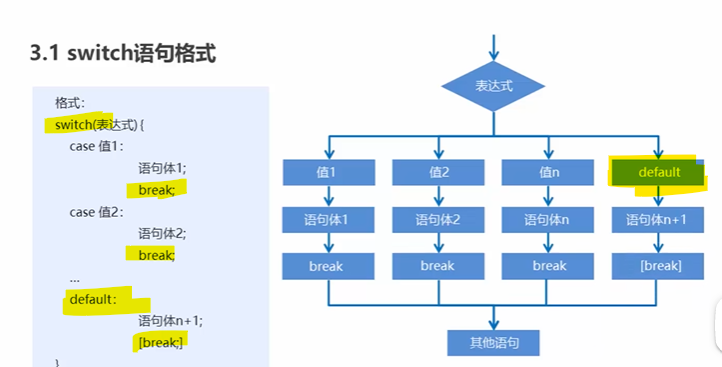 3.1 switch语句格式
格式：
switch(表达式) {
case 值1：
语句体1;
break;
case 值2：
语句体2;
break;
…
default：
语句体n+1;
[break;]
}
表达式
值1 值2 值n default
语句体1 语句体2 语句体n 语句体n+1
break break break [break]
其他语句